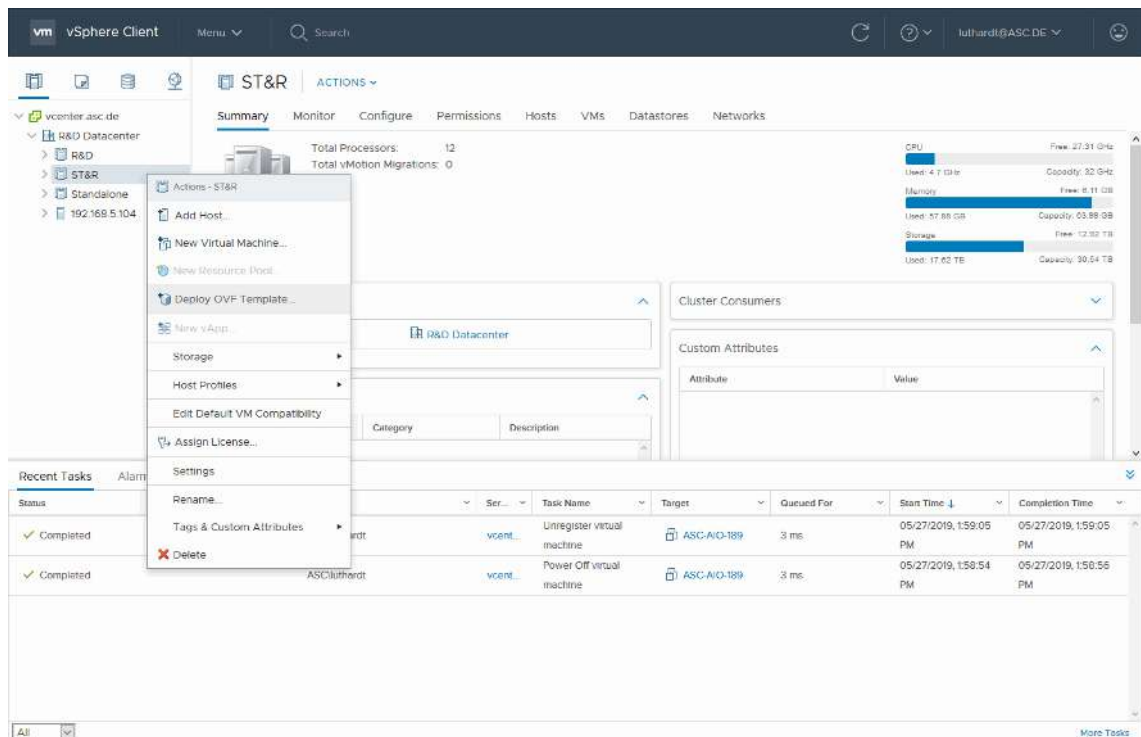 vm vSphere Client Menu Search luthardt@ASC.DE
ST&R ACTIONS
Summary Monitor Configure Permissions Hosts VMs Datastores Networks
vcenter.asc.de
R&D Datacenter
R&D
ST&R
Standalone
192.168.5.104
Total Processors: 12
Total vMotion Migrations: 0
CPU Free: 27.31 GHz
Used: 4.7 GHz Capacity: 32 GHz
Memory Free: 6.11 GB
Used: 57.88 GB Capacity: 63.88 GB
Storage Free: 12.92 TB
Used: 17.62 TB Capacity: 30.54 TB
Actions - ST&R
Add Host...
New Virtual Machine...
New Resource Pool...
Deploy OVF Template...
New vApp...
Storage
Host Profiles
Edit Default VM Compatibility
Assign License...
Settings
Rename...
Tags & Custom Attributes
Delete
R&D Datacenter
Category Description
Cluster Consumers
Custom Attributes
Attribute Value
Recent Tasks Alarm
Status Ser... Task Name Target Queued For Start Time Completion Time
Completed rdt vcent... Unregister virtual machine ASC-AIO-189 3 ms 05/27/2019, 1:59:05 PM 05/27/2019, 1:59:05 PM
Completed ASC\luthardt vcent... Power Off virtual machine ASC-AIO-189 3 ms 05/27/2019, 1:58:54 PM 05/27/2019, 1:58:56 PM
All More Tasks